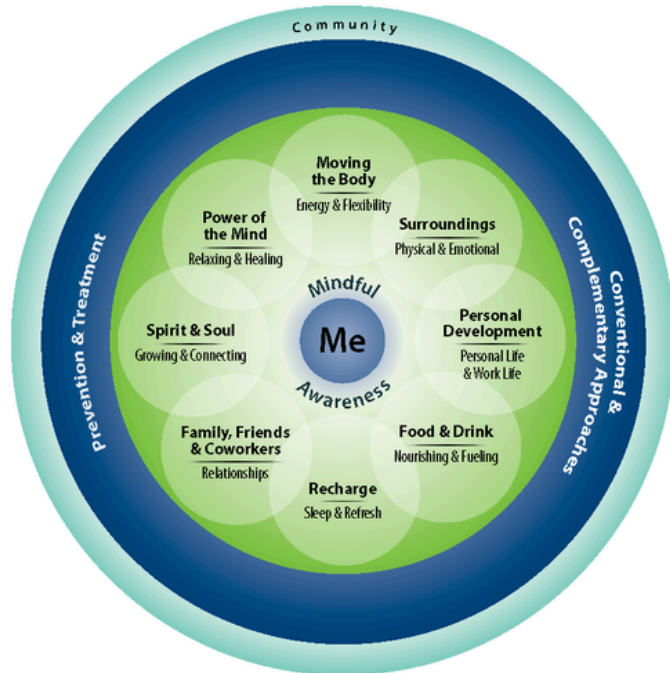 Community
Moving
the Body
Energy & Flexibility
Surroundings
Physical & Emotional
Personal
Development
Personal Life
& Work Life
Food & Drink
Nourishing & Fueling
Recharge
Sleep & Refresh
Family, Friends
& Coworkers
Relationships
Spirit & Soul
Growing & Connecting
Power of
the Mind
Relaxing & Healing
Mindful
Me
Awareness
Prevention & Treatment
Conventional &
Complementary Approaches